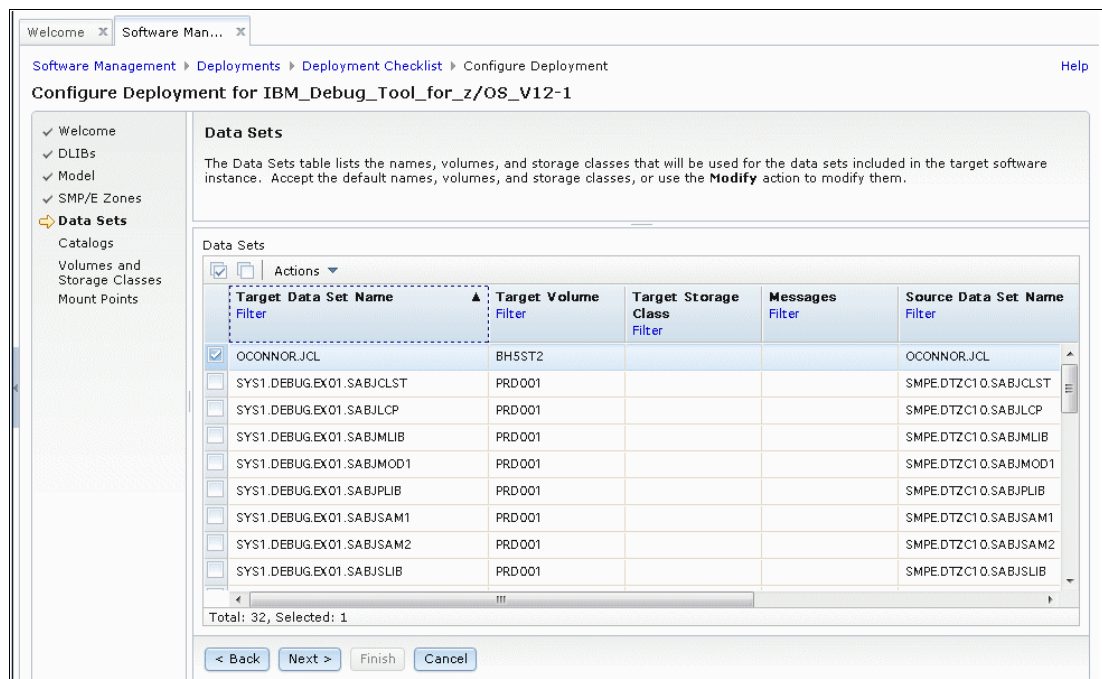 Welcome x Software Man... x
Software Management Deployments Deployment Checklist Configure Deployment Help
Configure Deployment for IBM_Debug_Tool_for_z/OS_V12-1
Welcome
DLIBs
Model
SMP/E Zones
Data Sets
Catalogs
Volumes and
Storage Classes
Mount Points
Data Sets
The Data Sets table lists the names, volumes, and storage classes that will be used for the data sets included in the target software
instance. Accept the default names, volumes, and storage classes, or use the Modify action to modify them.
Data Sets
Actions
Target Data Set Name Target Volume Target Storage Class Messages Source Data Set Name
Filter Filter Filter Filter Filter
OCONNOR.JCL BH5ST2 OCONNOR.JCL
SYS1.DEBUG.EX01.SABJCLST PRD001 SMPE.DTZC10.SABJCLST
SYS1.DEBUG.EX01.SABJLCP PRD001 SMPE.DTZC10.SABJLCP
SYS1.DEBUG.EX01.SABJMLIB PRD001 SMPE.DTZC10.SABJMLIB
SYS1.DEBUG.EX01.SABJMOD1 PRD001 SMPE.DTZC10.SABJMOD1
SYS1.DEBUG.EX01.SABJPLIB PRD001 SMPE.DTZC10.SABJPLIB
SYS1.DEBUG.EX01.SABJSAM1 PRD001 SMPE.DTZC10.SABJSAM1
SYS1.DEBUG.EX01.SABJSAM2 PRD001 SMPE.DTZC10.SABJSAM2
SYS1.DEBUG.EX01.SABJSLIB PRD001 SMPE.DTZC10.SABJSLIB
Total: 32, Selected: 1
< Back Next > Finish Cancel